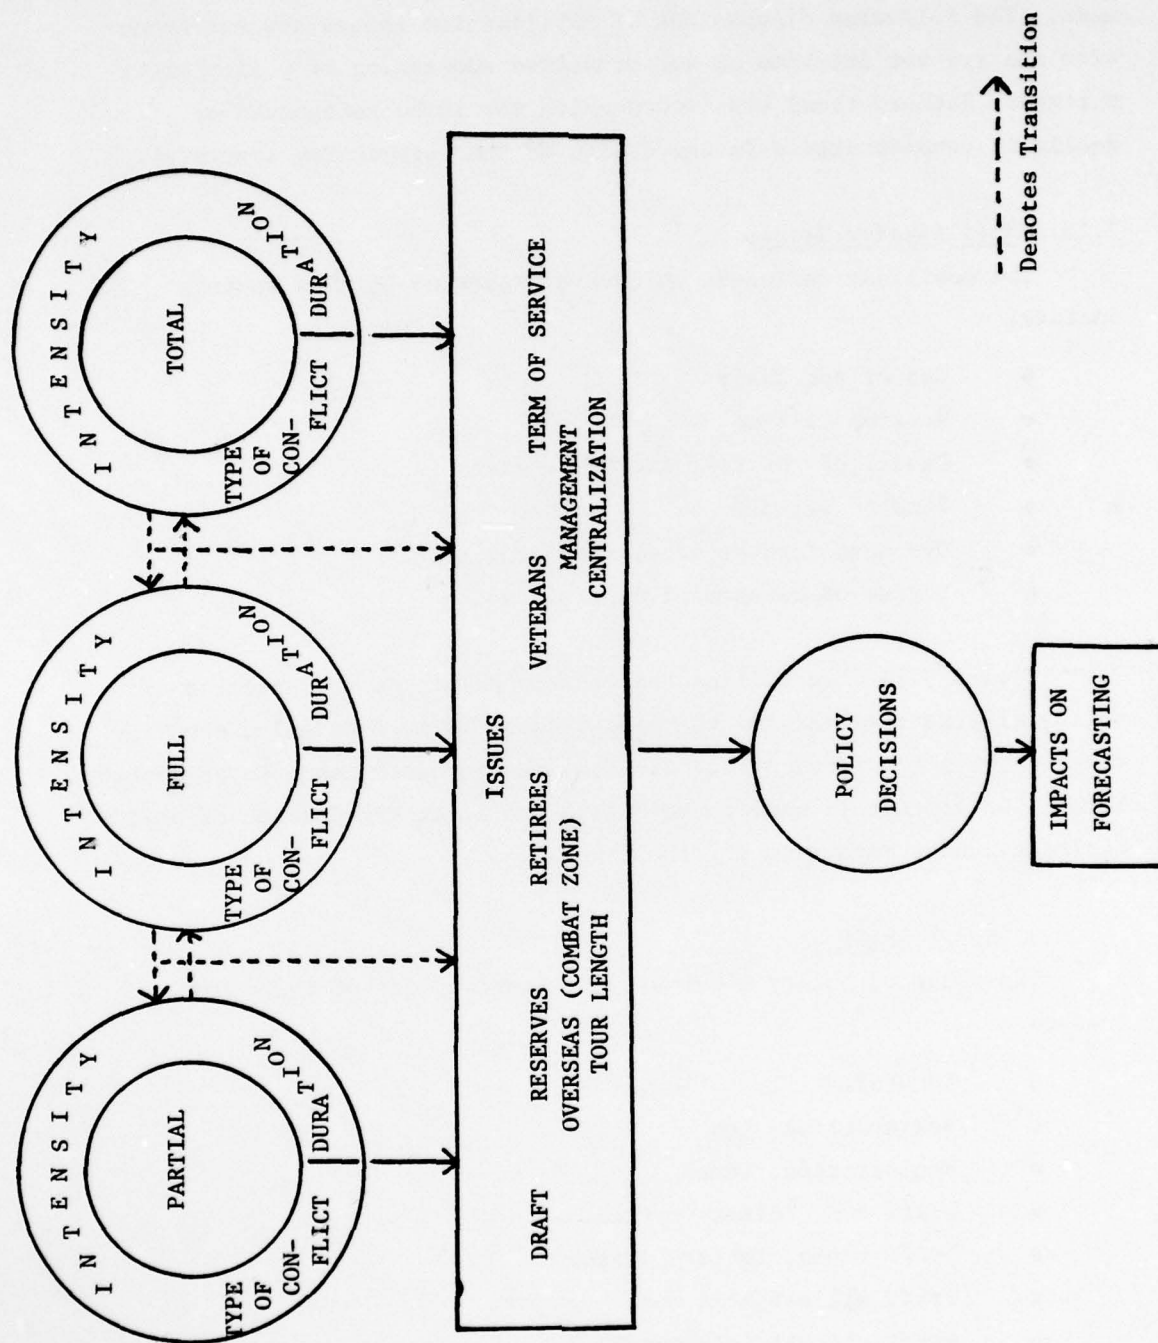 INTENSITY
PARTIAL
TYPE
OF
CON-
FLICT
DURATION
INTENSITY
FULL
TYPE
OF
CON-
FLICT
DURATION
INTENSITY
TOTAL
TYPE
OF
CON-
FLICT
DURATION
ISSUES
DRAFT RESERVES RETIREES VETERANS TERM OF SERVICE
OVERSEAS (COMBAT ZONE) MANAGEMENT
TOUR LENGTH CENTRALIZATION
POLICY
DECISIONS
IMPACTS ON
FORECASTING
Denotes Transition